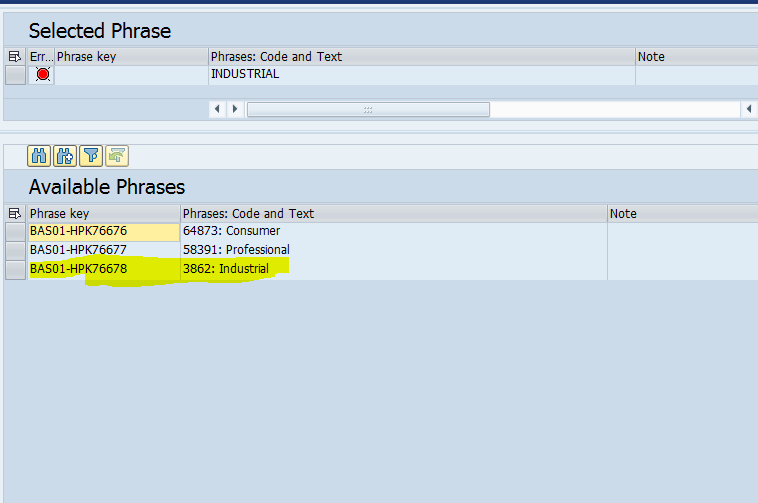 Selected Phrase
Err... Phrase key Phrases: Code and Text Note
INDUSTRIAL
Available Phrases
Phrase key Phrases: Code and Text Note
BAS01-HPK76676 64873: Consumer
BAS01-HPK76677 58391: Professional
BAS01-HPK76678 3862: Industrial